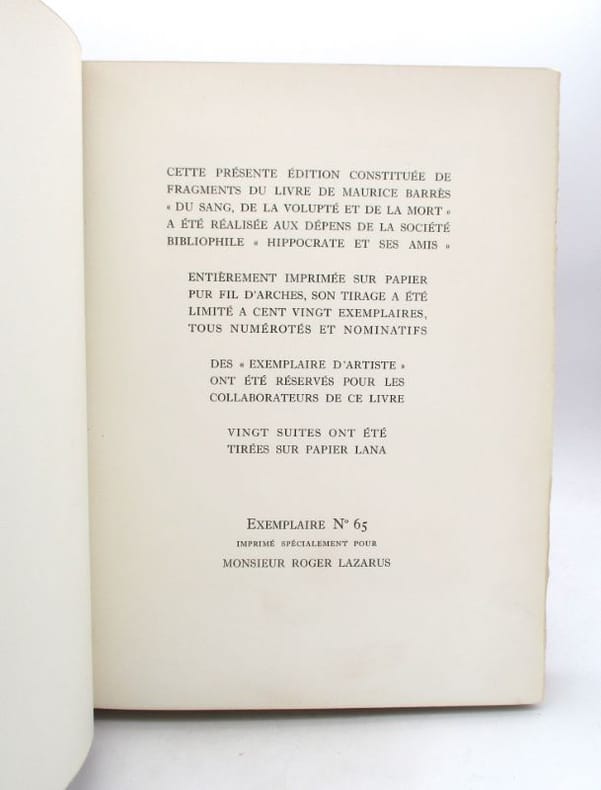 CETTE PRÉSENTE ÉDITION CONSTITUÉE DE
FRAGMENTS DU LIVRE DE MAURICE BARRÈS
« DU SANG, DE LA VOLUPTÉ ET DE LA MORT »
A ÉTÉ RÉALISÉE AUX DÉPENS DE LA SOCIÉTÉ
BIBLIOPHILE « HIPPOCRATE ET SES AMIS »
ENTIÈREMENT IMPRIMÉE SUR PAPIER
PUR FIL D'ARCHES, SON TIRAGE A ÉTÉ
LIMITÉ A CENT VINGT EXEMPLAIRES,
TOUS NUMÉROTÉS ET NOMINATIFS
DES « EXEMPLAIRE D'ARTISTE »
ONT ÉTÉ RÉSERVÉS POUR LES
COLLABORATEURS DE CE LIVRE
VINGT SUITES ONT ÉTÉ
TIRÉES SUR PAPIER LANA
EXEMPLAIRE Nº 65
IMPRIMÉ SPÉCIALEMENT POUR
MONSIEUR ROGER LAZARUS